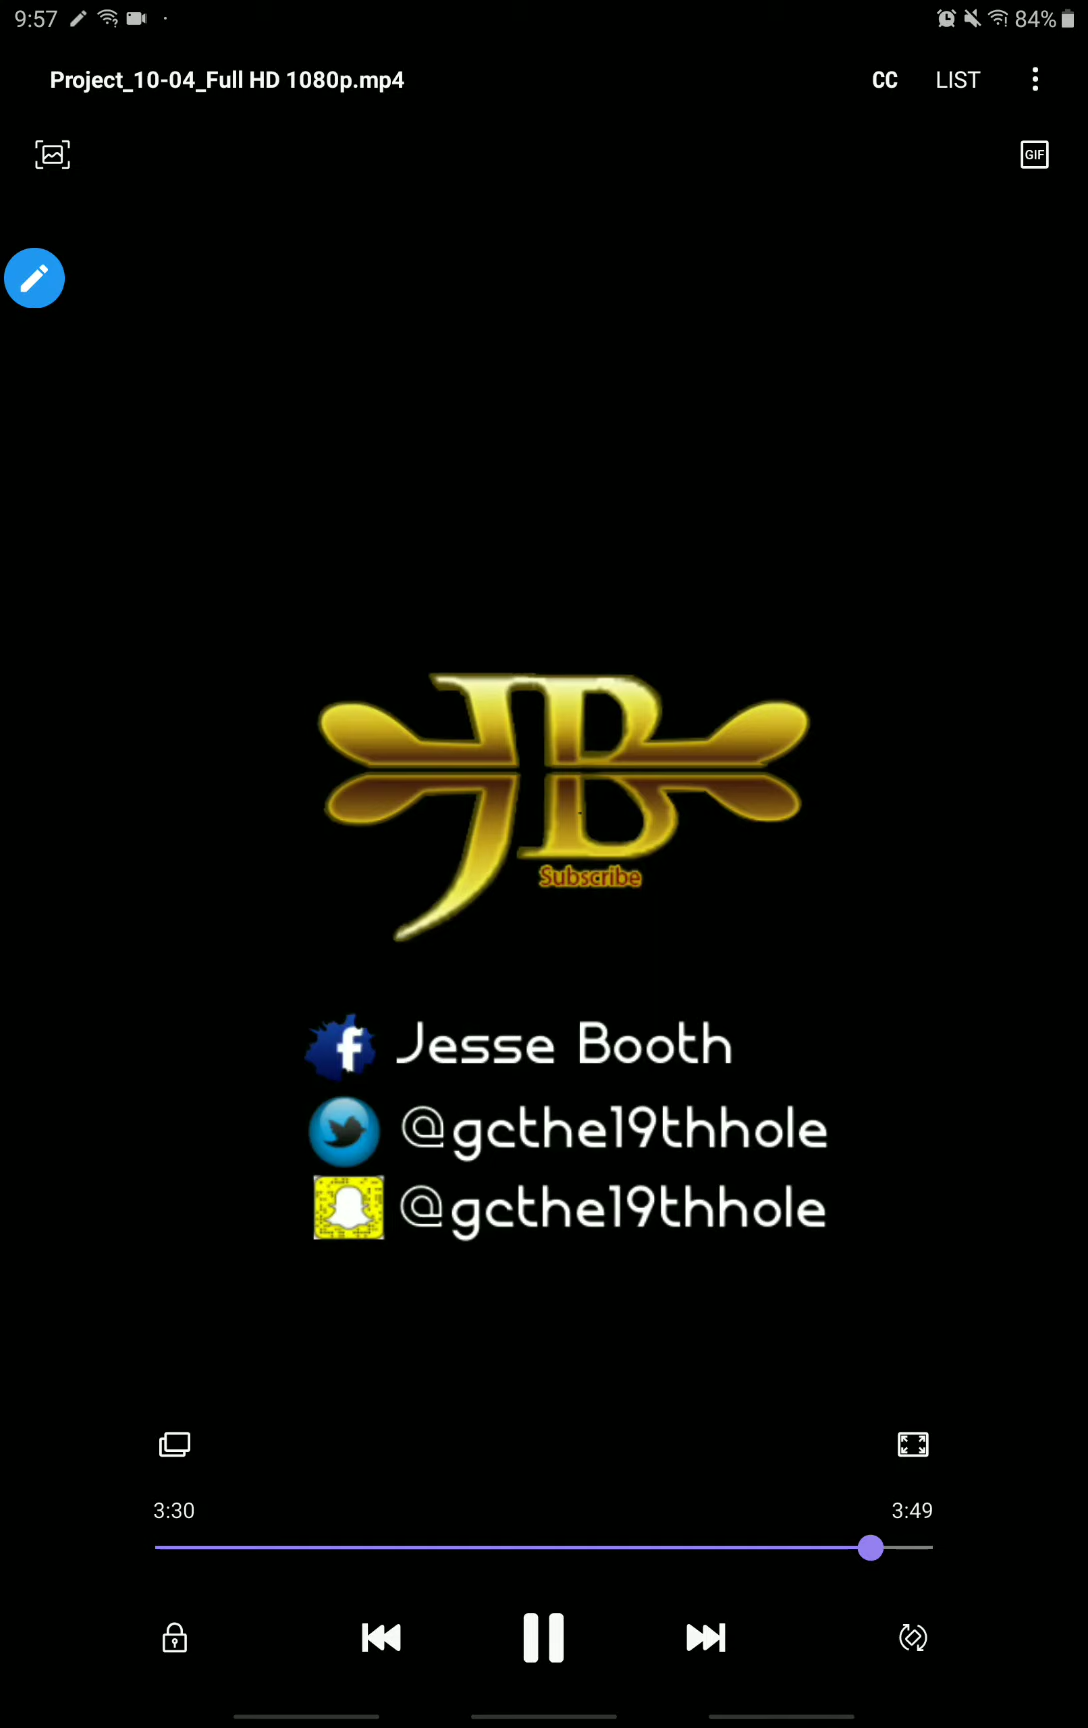 9:57
84%
Project_10-04_Full HD 1080p.mp4
CC LIST
GIF
JB
Subscribe
f Jesse Booth
@gcthe19thhole
@gcthe19thhole
3:30
3:49